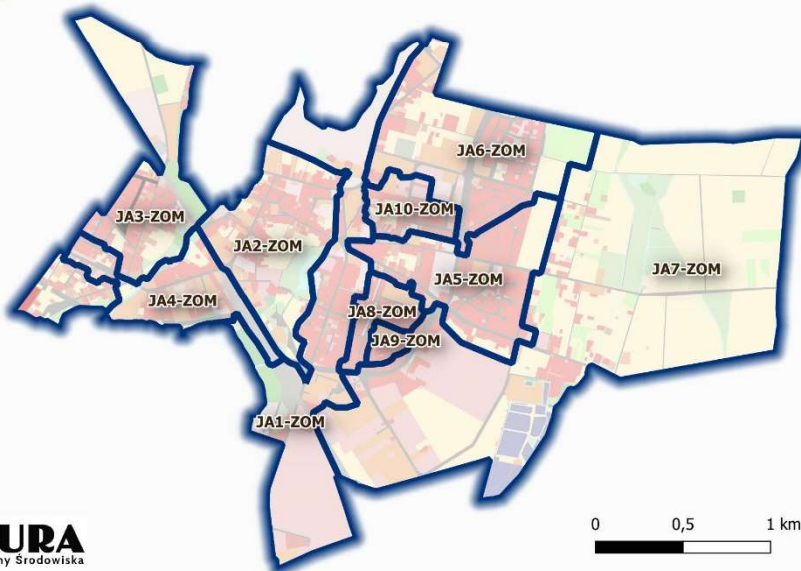 JA6-ZOM
JA10-ZOM
JA3-ZOM
JA2-ZOM
JA5-ZOM
JA7-ZOM
JA4-ZOM
JA8-ZOM
JA9-ZOM
JA1-ZOM
URA
ny Środowiska
0 0,5 1 km